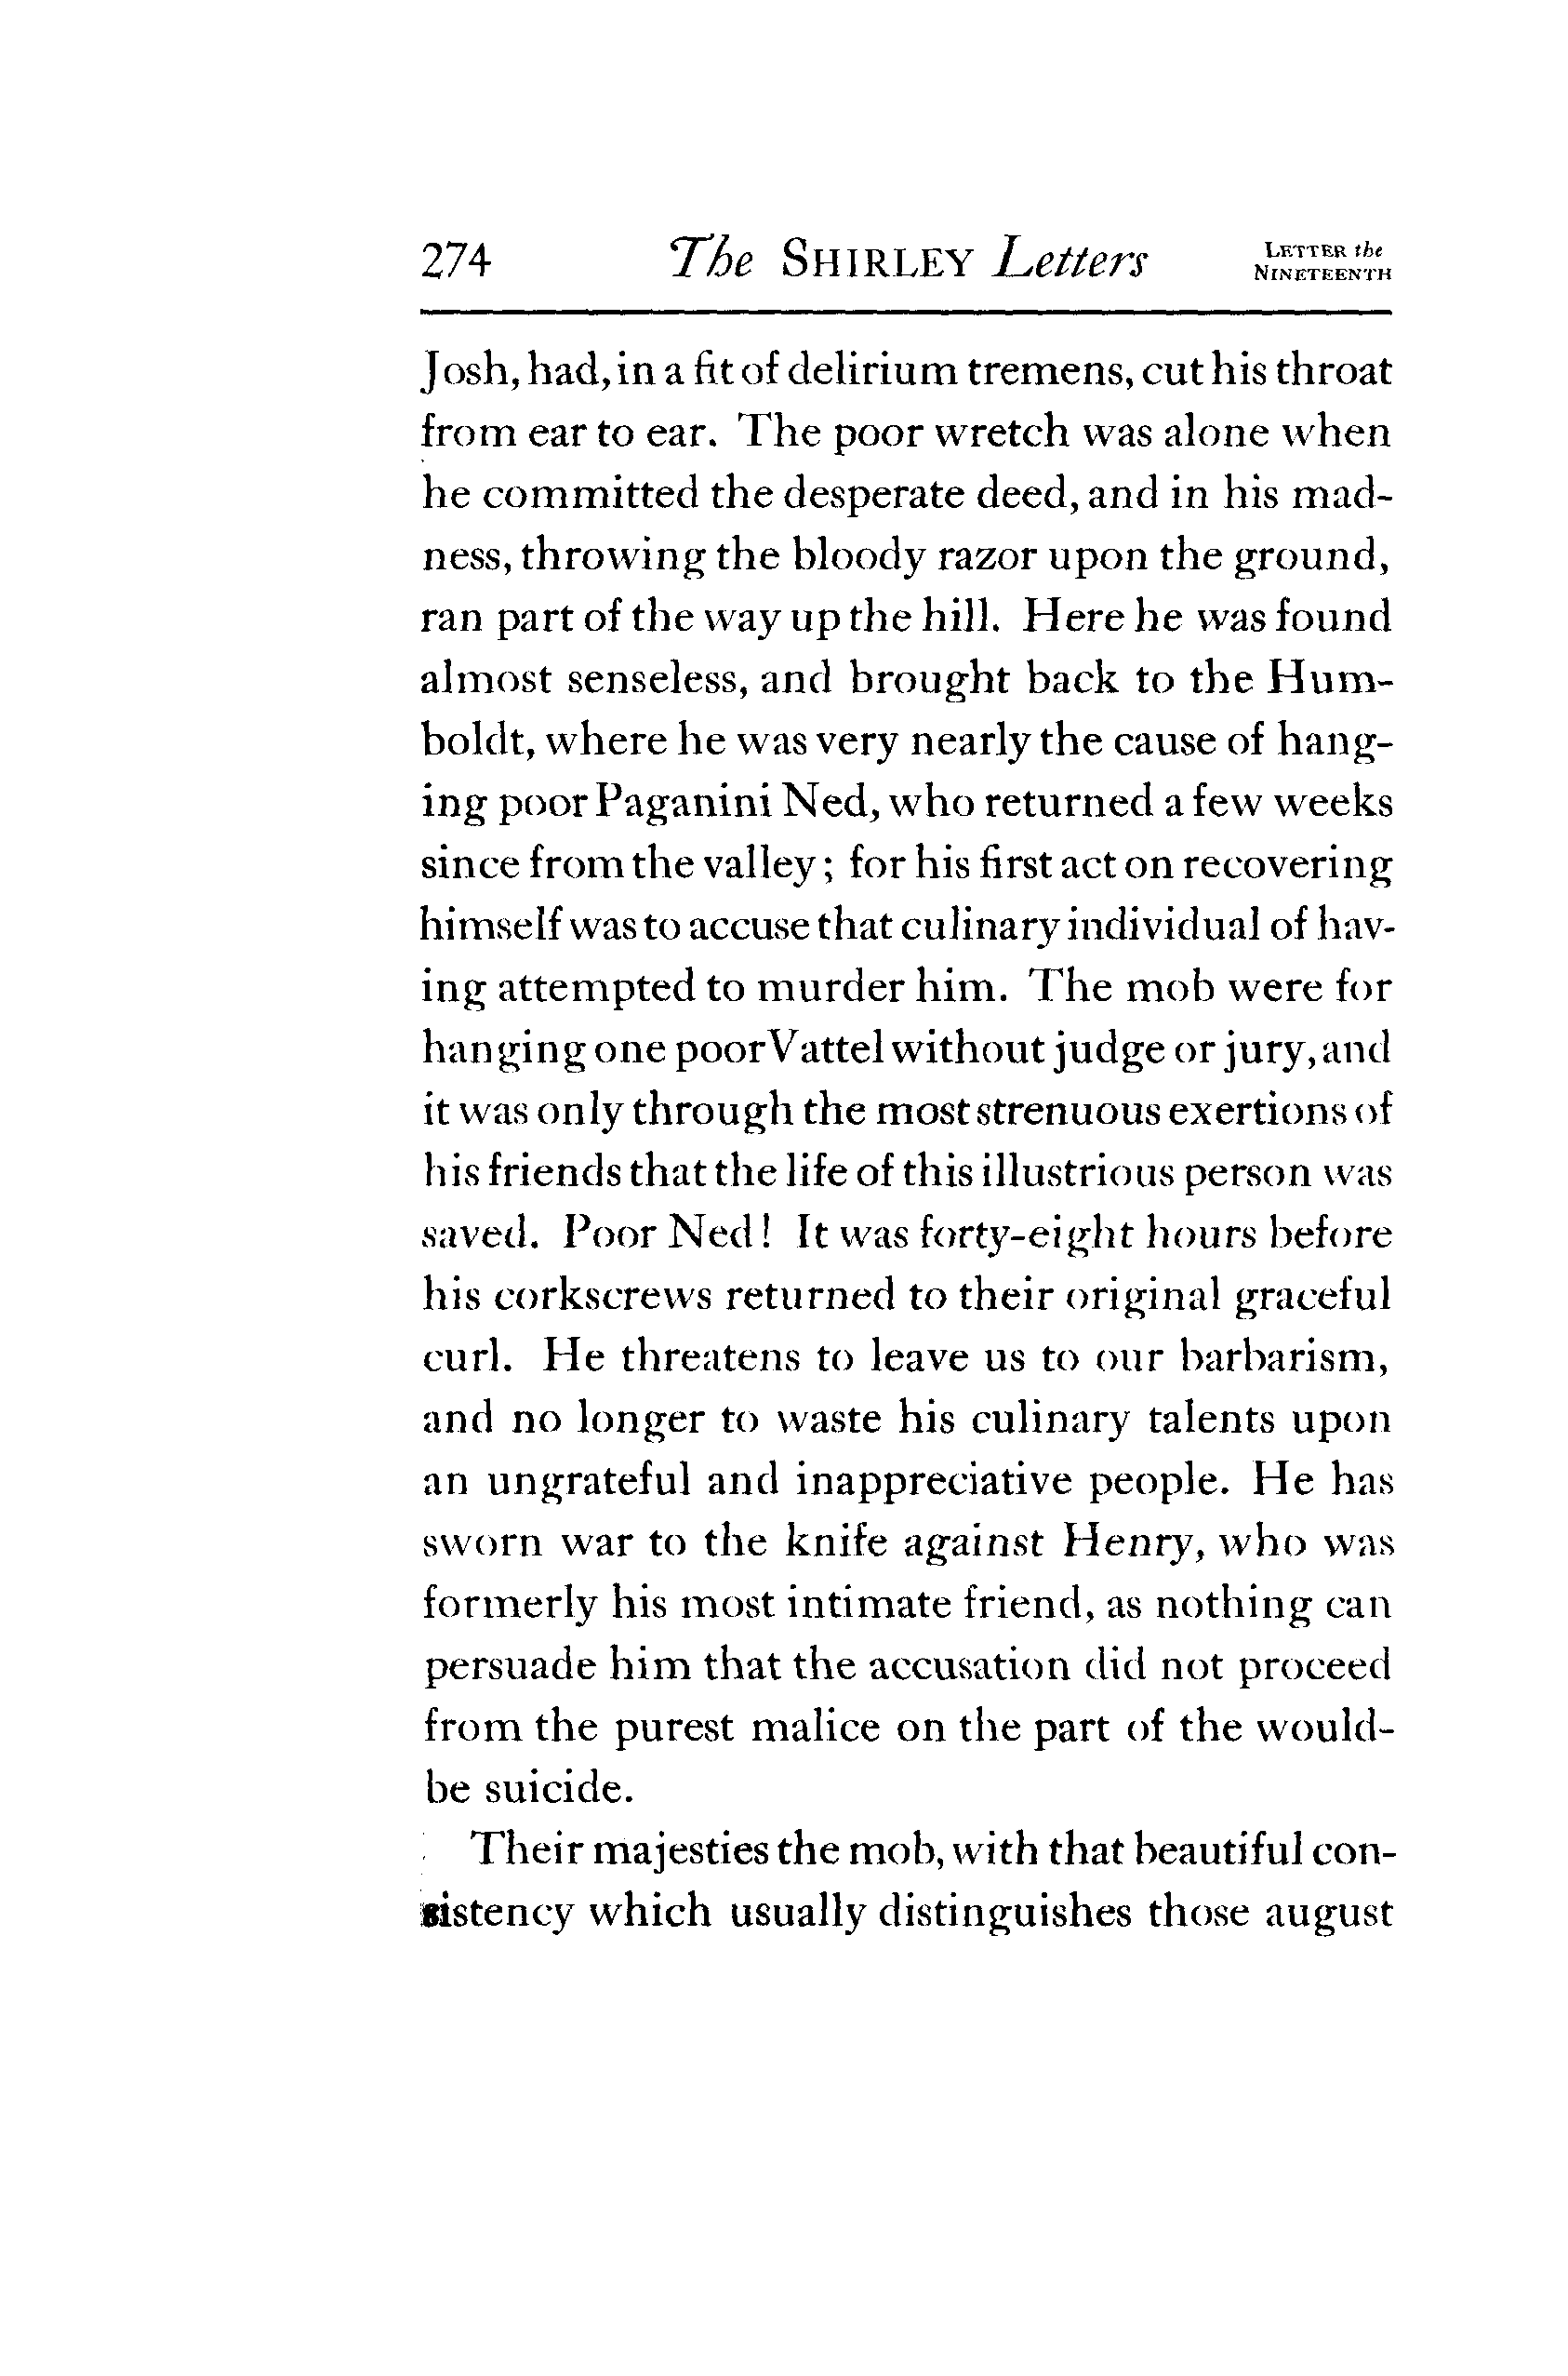 274 The SHIRLEY Letters LETTER the NINETEENTH
Josh, had, in a fit of delirium tremens, cut his throat
from ear to ear. The poor wretch was alone when
he committed the desperate deed, and in his mad-
ness, throwing the bloody razor upon the ground,
ran part of the way up the hill. Here he was found
almost senseless, and brought back to the Hum-
boldt, where he was very nearly the cause of hang-
ing poor Paganini Ned, who returned a few weeks
since from the valley; for his first act on recovering
himself was to accuse that culinary individual of hav-
ing attempted to murder him. The mob were for
hanging one poor Vattel without judge or jury, and
it was only through the most strenuous exertions of
his friends that the life of this illustrious person was
saved. Poor Ned! It was forty-eight hours before
his corkscrews returned to their original graceful
curl. He threatens to leave us to our barbarism,
and no longer to waste his culinary talents upon
an ungrateful and inappreciative people. He has
sworn war to the knife against Henry, who was
formerly his most intimate friend, as nothing can
persuade him that the accusation did not proceed
from the purest malice on the part of the would-
be suicide.
Their majesties the mob, with that beautiful con-
sistency which usually distinguishes those august